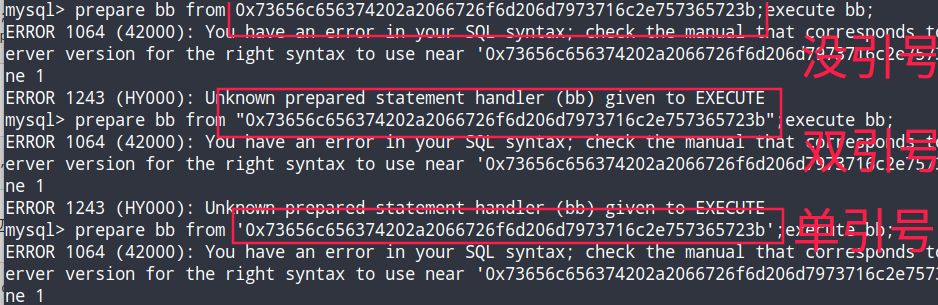 mysql> prepare bb from 0x73656c656374202a2066726f6d206d7973716c2e757365723b;execute bb;
ERROR 1064 (42000): You have an error in your SQL syntax; check the manual that corresponds to
erver version for the right syntax to use near '0x73656c656374202a2066726f6d206d7973716c2e757
没引号
ne 1
ERROR 1243 (HY000): Unknown prepared statement handler (bb) given to EXECUTE
mysql> prepare bb from "0x73656c656374202a2066726f6d206d7973716c2e757365723b";execute bb;
ERROR 1064 (42000): You have an error in your SQL syntax; check the manual that corresponds to
双引号
erver version for the right syntax to use near '0x73656c656374202a2066726f6d206d7973716c2e757
ne 1
ERROR 1243 (HY000): Unknown prepared statement handler (bb) given to EXECUTE
mysql> prepare bb from '0x73656c656374202a2066726f6d206d7973716c2e757365723b';execute bb;
单引号
ERROR 1064 (42000): You have an error in your SQL syntax; check the manual that corresponds to
erver version for the right syntax to use near '0x73656c656374202a2066726f6d206d7973716c2e757
ne 1